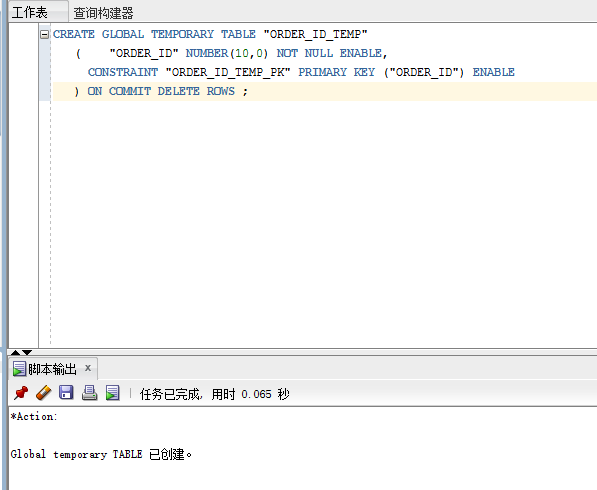 工作表 查询构建器
CREATE GLOBAL TEMPORARY TABLE "ORDER_ID_TEMP"
( "ORDER_ID" NUMBER(10,0) NOT NULL ENABLE,
CONSTRAINT "ORDER_ID_TEMP_PK" PRIMARY KEY ("ORDER_ID") ENABLE
) ON COMMIT DELETE ROWS ;
脚本输出 x
任务已完成, 用时 0.065 秒
*Action:
Global temporary TABLE 已创建。